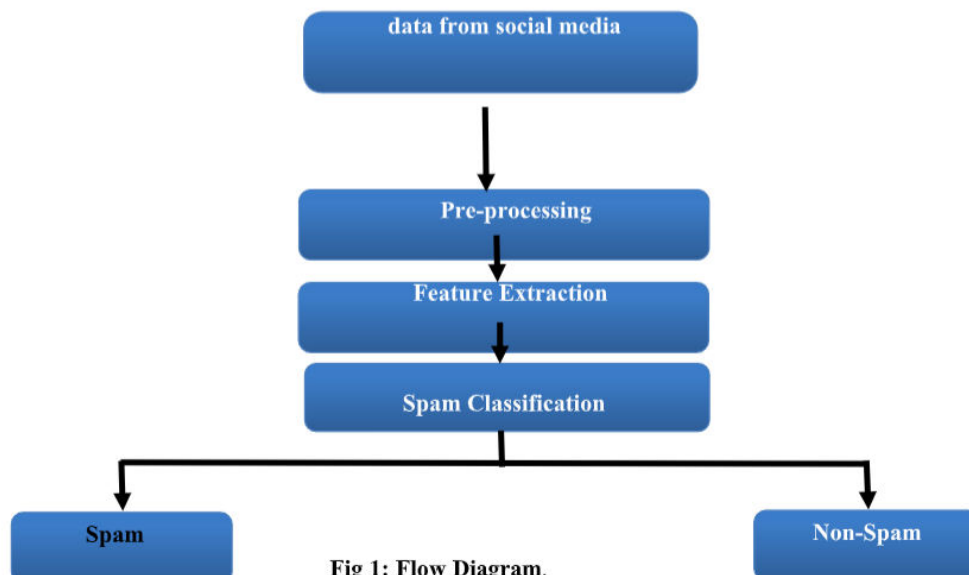 data from social media
Pre-processing
Feature Extraction
Spam Classification
Spam
Non-Spam
Fig 1: Flow Diagram.